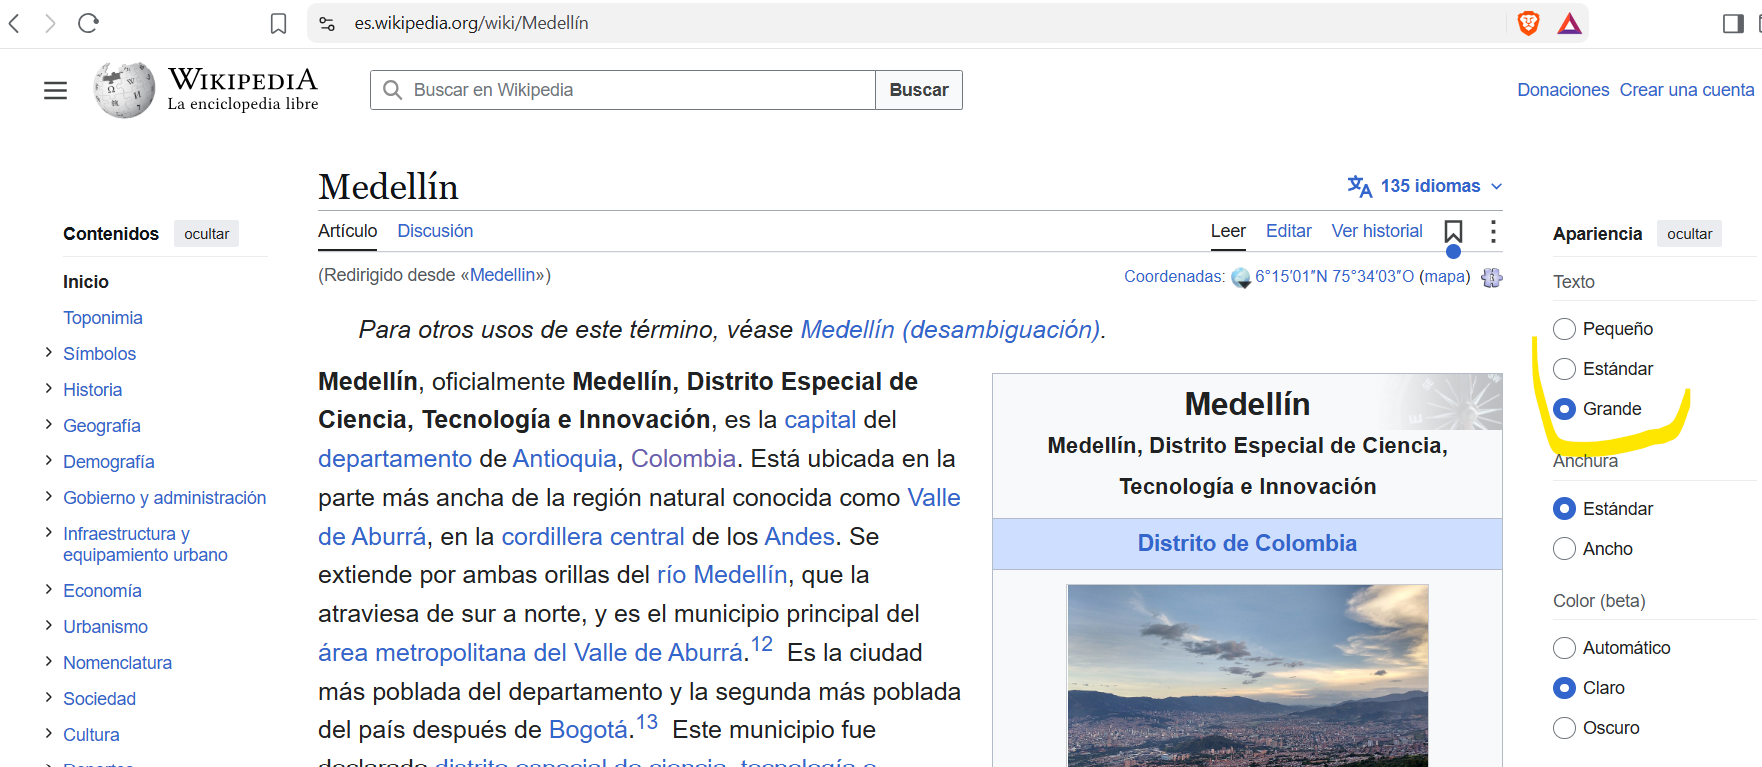 es.wikipedia.org/wiki/Medellín
WIKIPEDIA
La enciclopedia libre
Buscar en Wikipedia
Buscar
Donaciones Crear una cuenta
Contenidos ocultar
Inicio
Toponimia
Símbolos
Historia
Geografía
Demografía
Gobierno y administración
Infraestructura y
equipamiento urbano
Economía
Urbanismo
Nomenclatura
Sociedad
Cultura
Deportes
Medellín
135 idiomas
Artículo Discusión
Leer Editar Ver historial
(Redirigido desde «Medellin»)
Coordenadas: 6°15′01″N 75°34′03″O (mapa)
Para otros usos de este término, véase Medellín (desambiguación).
Medellín, oficialmente Medellín, Distrito Especial de
Ciencia, Tecnología e Innovación, es la capital del
departamento de Antioquia, Colombia. Está ubicada en la
parte más ancha de la región natural conocida como Valle
de Aburrá, en la cordillera central de los Andes. Se
extiende por ambas orillas del río Medellín, que la
atraviesa de sur a norte, y es el municipio principal del
área metropolitana del Valle de Aburrá.12 Es la ciudad
más poblada del departamento y la segunda más poblada
del país después de Bogotá.13 Este municipio fue
declarado distrito especial de ciencia, tecnología e
Medellín
Medellín, Distrito Especial de Ciencia,
Tecnología e Innovación
Distrito de Colombia
Apariencia ocultar
Texto
Pequeño
Estándar
Grande
Anchura
Estándar
Ancho
Color (beta)
Automático
Claro
Oscuro